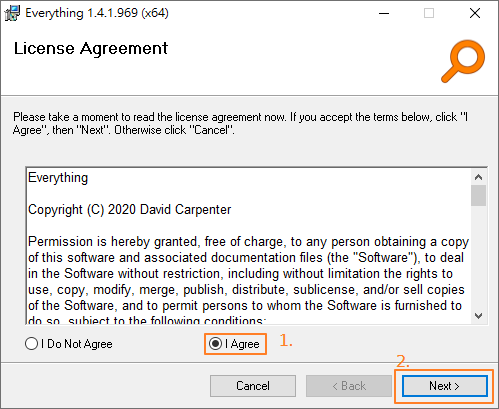 Everything 1.4.1.969 (x64)
License Agreement
Please take a moment to read the license agreement now. If you accept the terms below, click "I
Agree", then "Next". Otherwise click "Cancel".
Everything
Copyright (C) 2020 David Carpenter
Permission is hereby granted, free of charge, to any person obtaining a copy
of this software and associated documentation files (the "Software"), to deal
in the Software without restriction, including without limitation the rights to
use, copy, modify, merge, publish, distribute, sublicense, and/or sell copies
of the Software, and to permit persons to whom the Software is furnished to
do so, subject to the following conditions:
I Do Not Agree
I Agree
1.
2.
Cancel
< Back
Next >